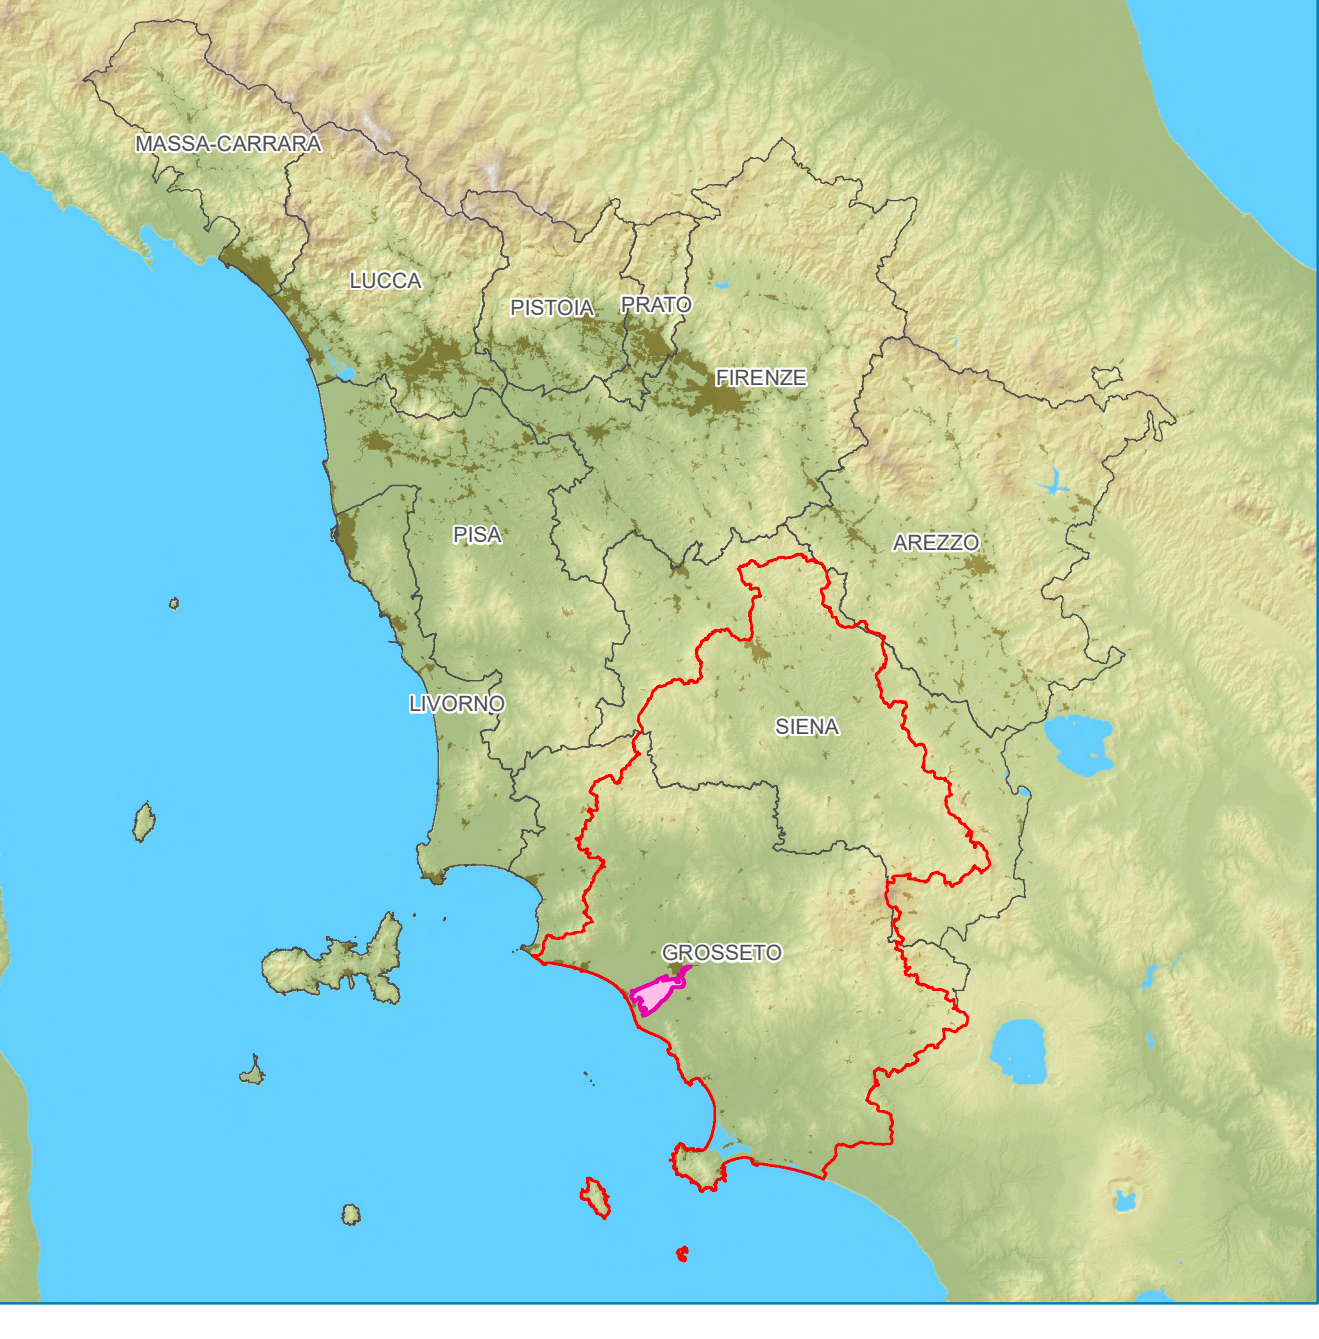 MASSA-CARRARA
LUCCA
PISTOIA
PRATO
FIRENZE
PISA
AREZZO
LIVORNO
SIENA
GROSSETO